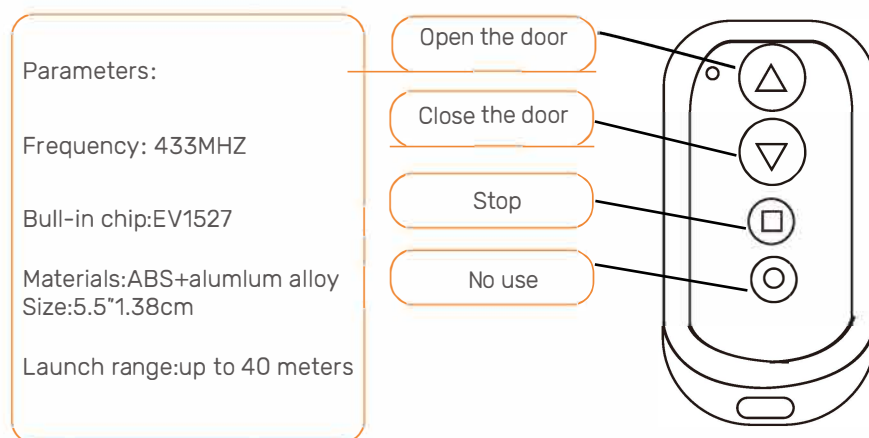 Parameters:
Frequency: 433MHZ
Bull-in chip:EV1527
Materials:ABS+alumlum alloy
Size:5.5"1.38cm
Launch range:up to 40 meters
Open the door
Close the door
Stop
No use